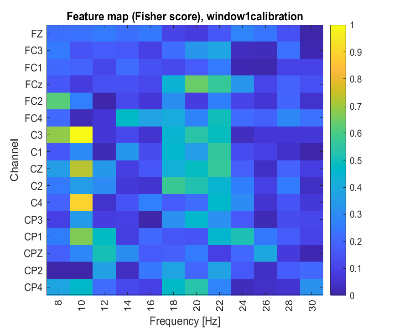 Feature map (Fisher score), window1calibration
FZ
FC3
FC1
FCz
FC2
FC4
C3
C1
CZ
C2
C4
CP3
CP1
CPZ
CP2
CP4
Channel
8 10 12 14 16 18 20 22 24 26 28 30
Frequency [Hz]
1
0.9
0.8
0.7
0.6
0.5
0.4
0.3
0.2
0.1
0